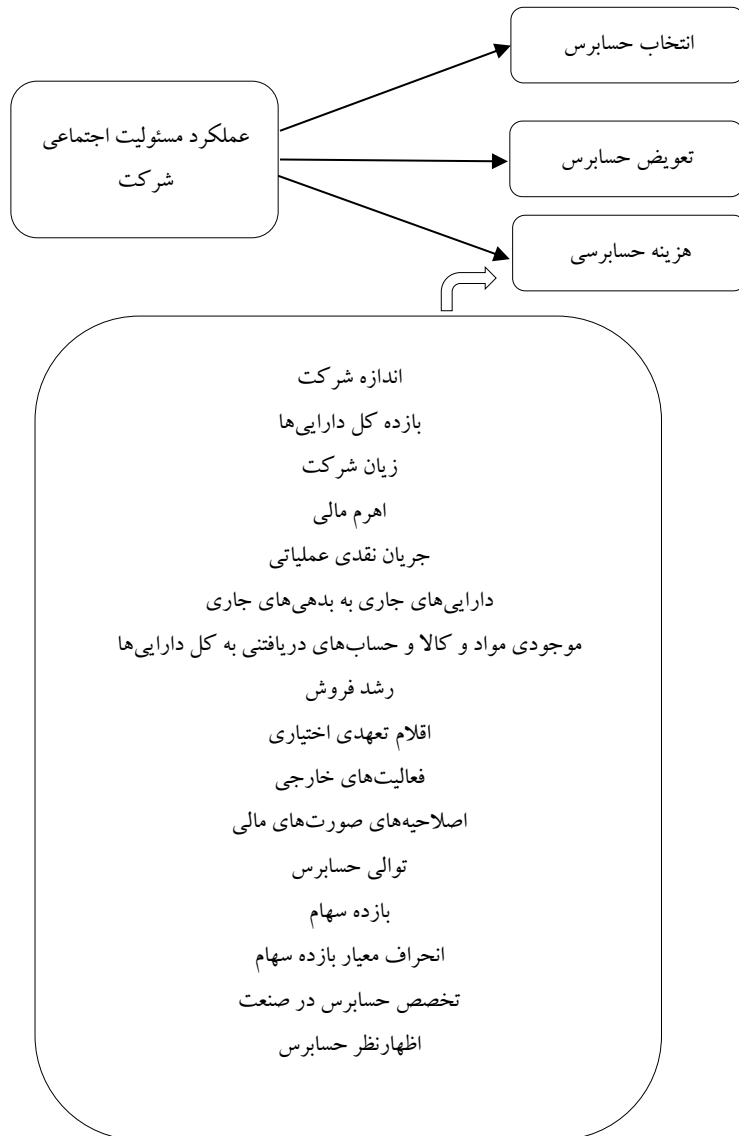 انتخاب حسابرس
عملکرد مسئولیت اجتماعی
شرکت
تعویض حسابرس
هزینه حسابرسی
اندازه شرکت
بازده کل دارایی‌ها
زیان شرکت
اهرم مالی
جریان نقدی عملیاتی
دارایی‌های جاری به بدهی‌های جاری
موجودی مواد و کالا و حساب‌های دریافتنی به کل دارایی‌ها
رشد فروش
اقلام تعهدی اختیاری
فعالیت‌های خارجی
اصلاحیه‌های صورت‌های مالی
توالی حسابرس
بازده سهام
انحراف معیار بازده سهام
تخصص حسابرس در صنعت
اظهارنظر حسابرس